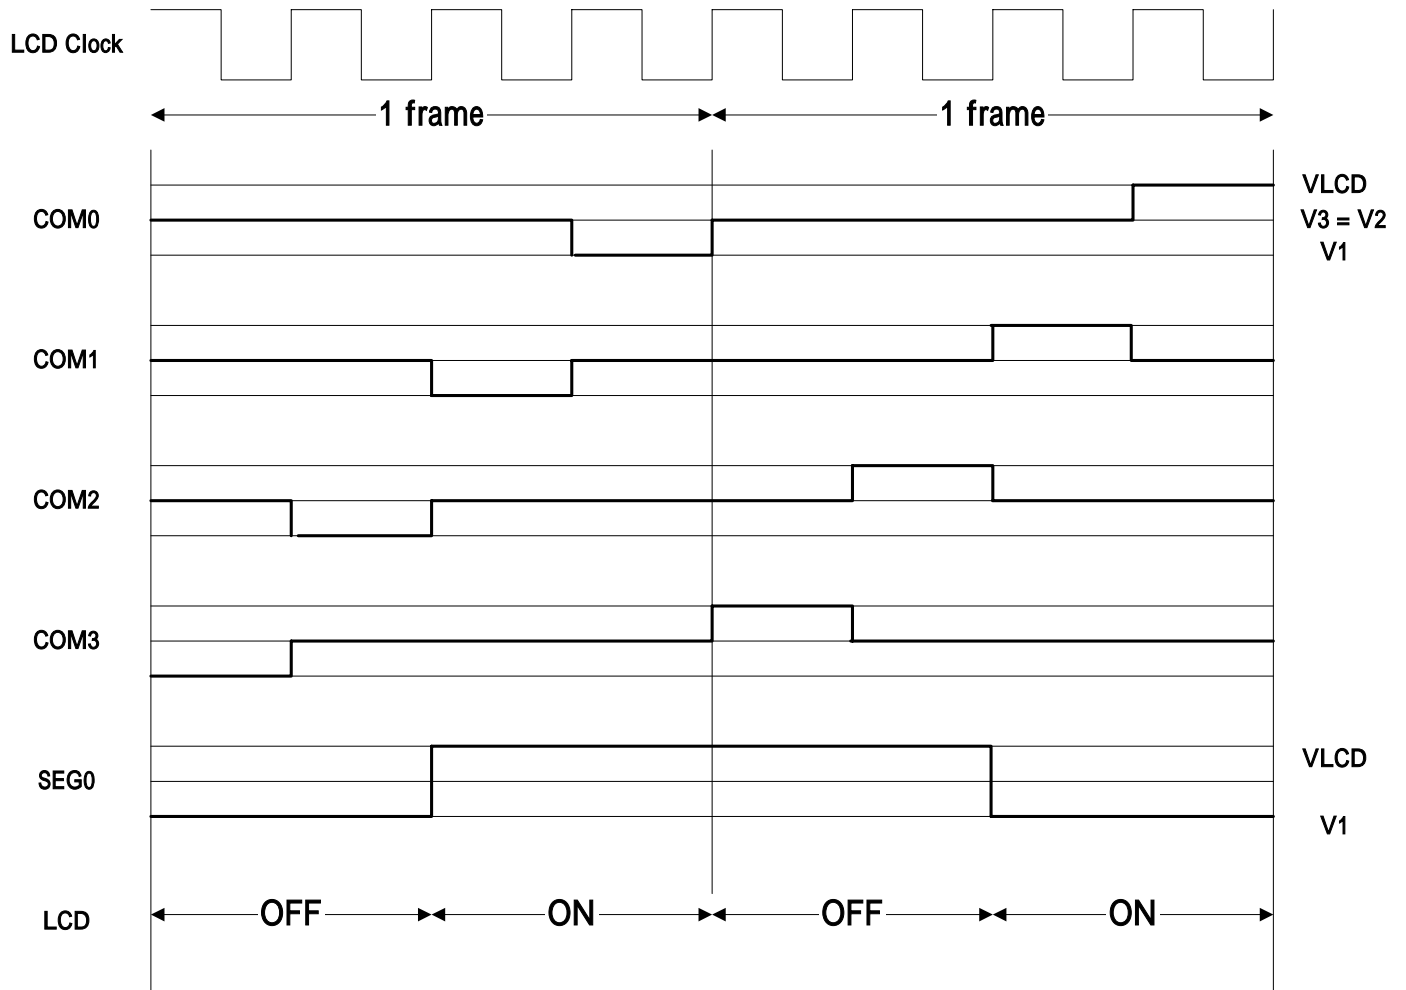 LCD Clock
1 frame
1 frame
VLCD
COM0
V3 = V2
V1
COM1
COM2
COM3
VLCD
SEG0
V1
LCD
OFF
ON
OFF
ON